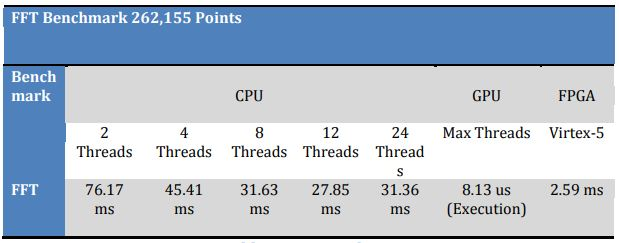 FFT Benchmark 262,155 Points
Bench
mark
CPU
GPU
FPGA
2
Threads
4
Threads
8
Threads
12
Threads
24
Thread
s
Max Threads
Virtex-5
FFT
76.17
ms
45.41
ms
31.63
ms
27.85
ms
31.36
ms
8.13 us
(Execution)
2.59 ms